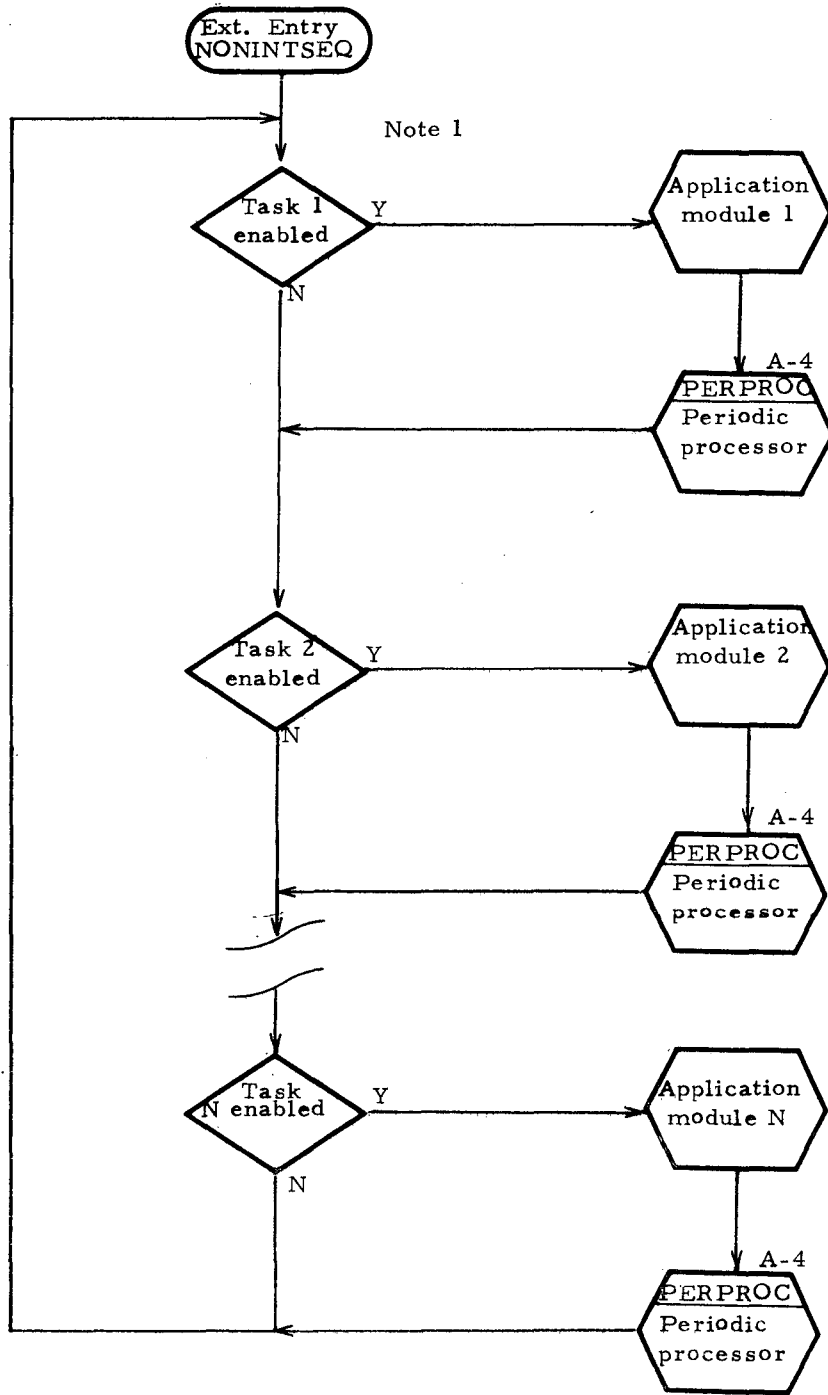 Ext. Entry
NONINTSEQ
Note 1
Task 1
enabled
Y
N
Application
module 1
A-4
PERPROC
Periodic
processor
Task 2
enabled
Y
N
Application
module 2
A-4
PERPROC
Periodic
processor
Task
N enabled
Y
N
Application
module N
A-4
PERPROC
Periodic
processor